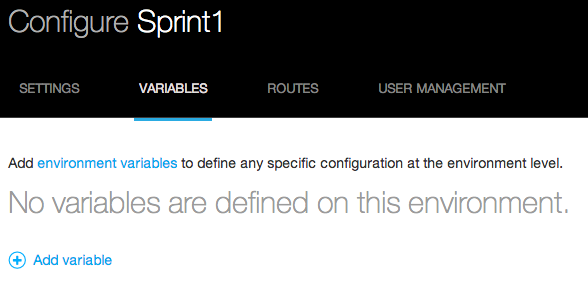 Configure Sprint1
SETTINGS VARIABLES ROUTES USER MANAGEMENT
Add environment variables to define any specific configuration at the environment level.
No variables are defined on this environment.
Add variable